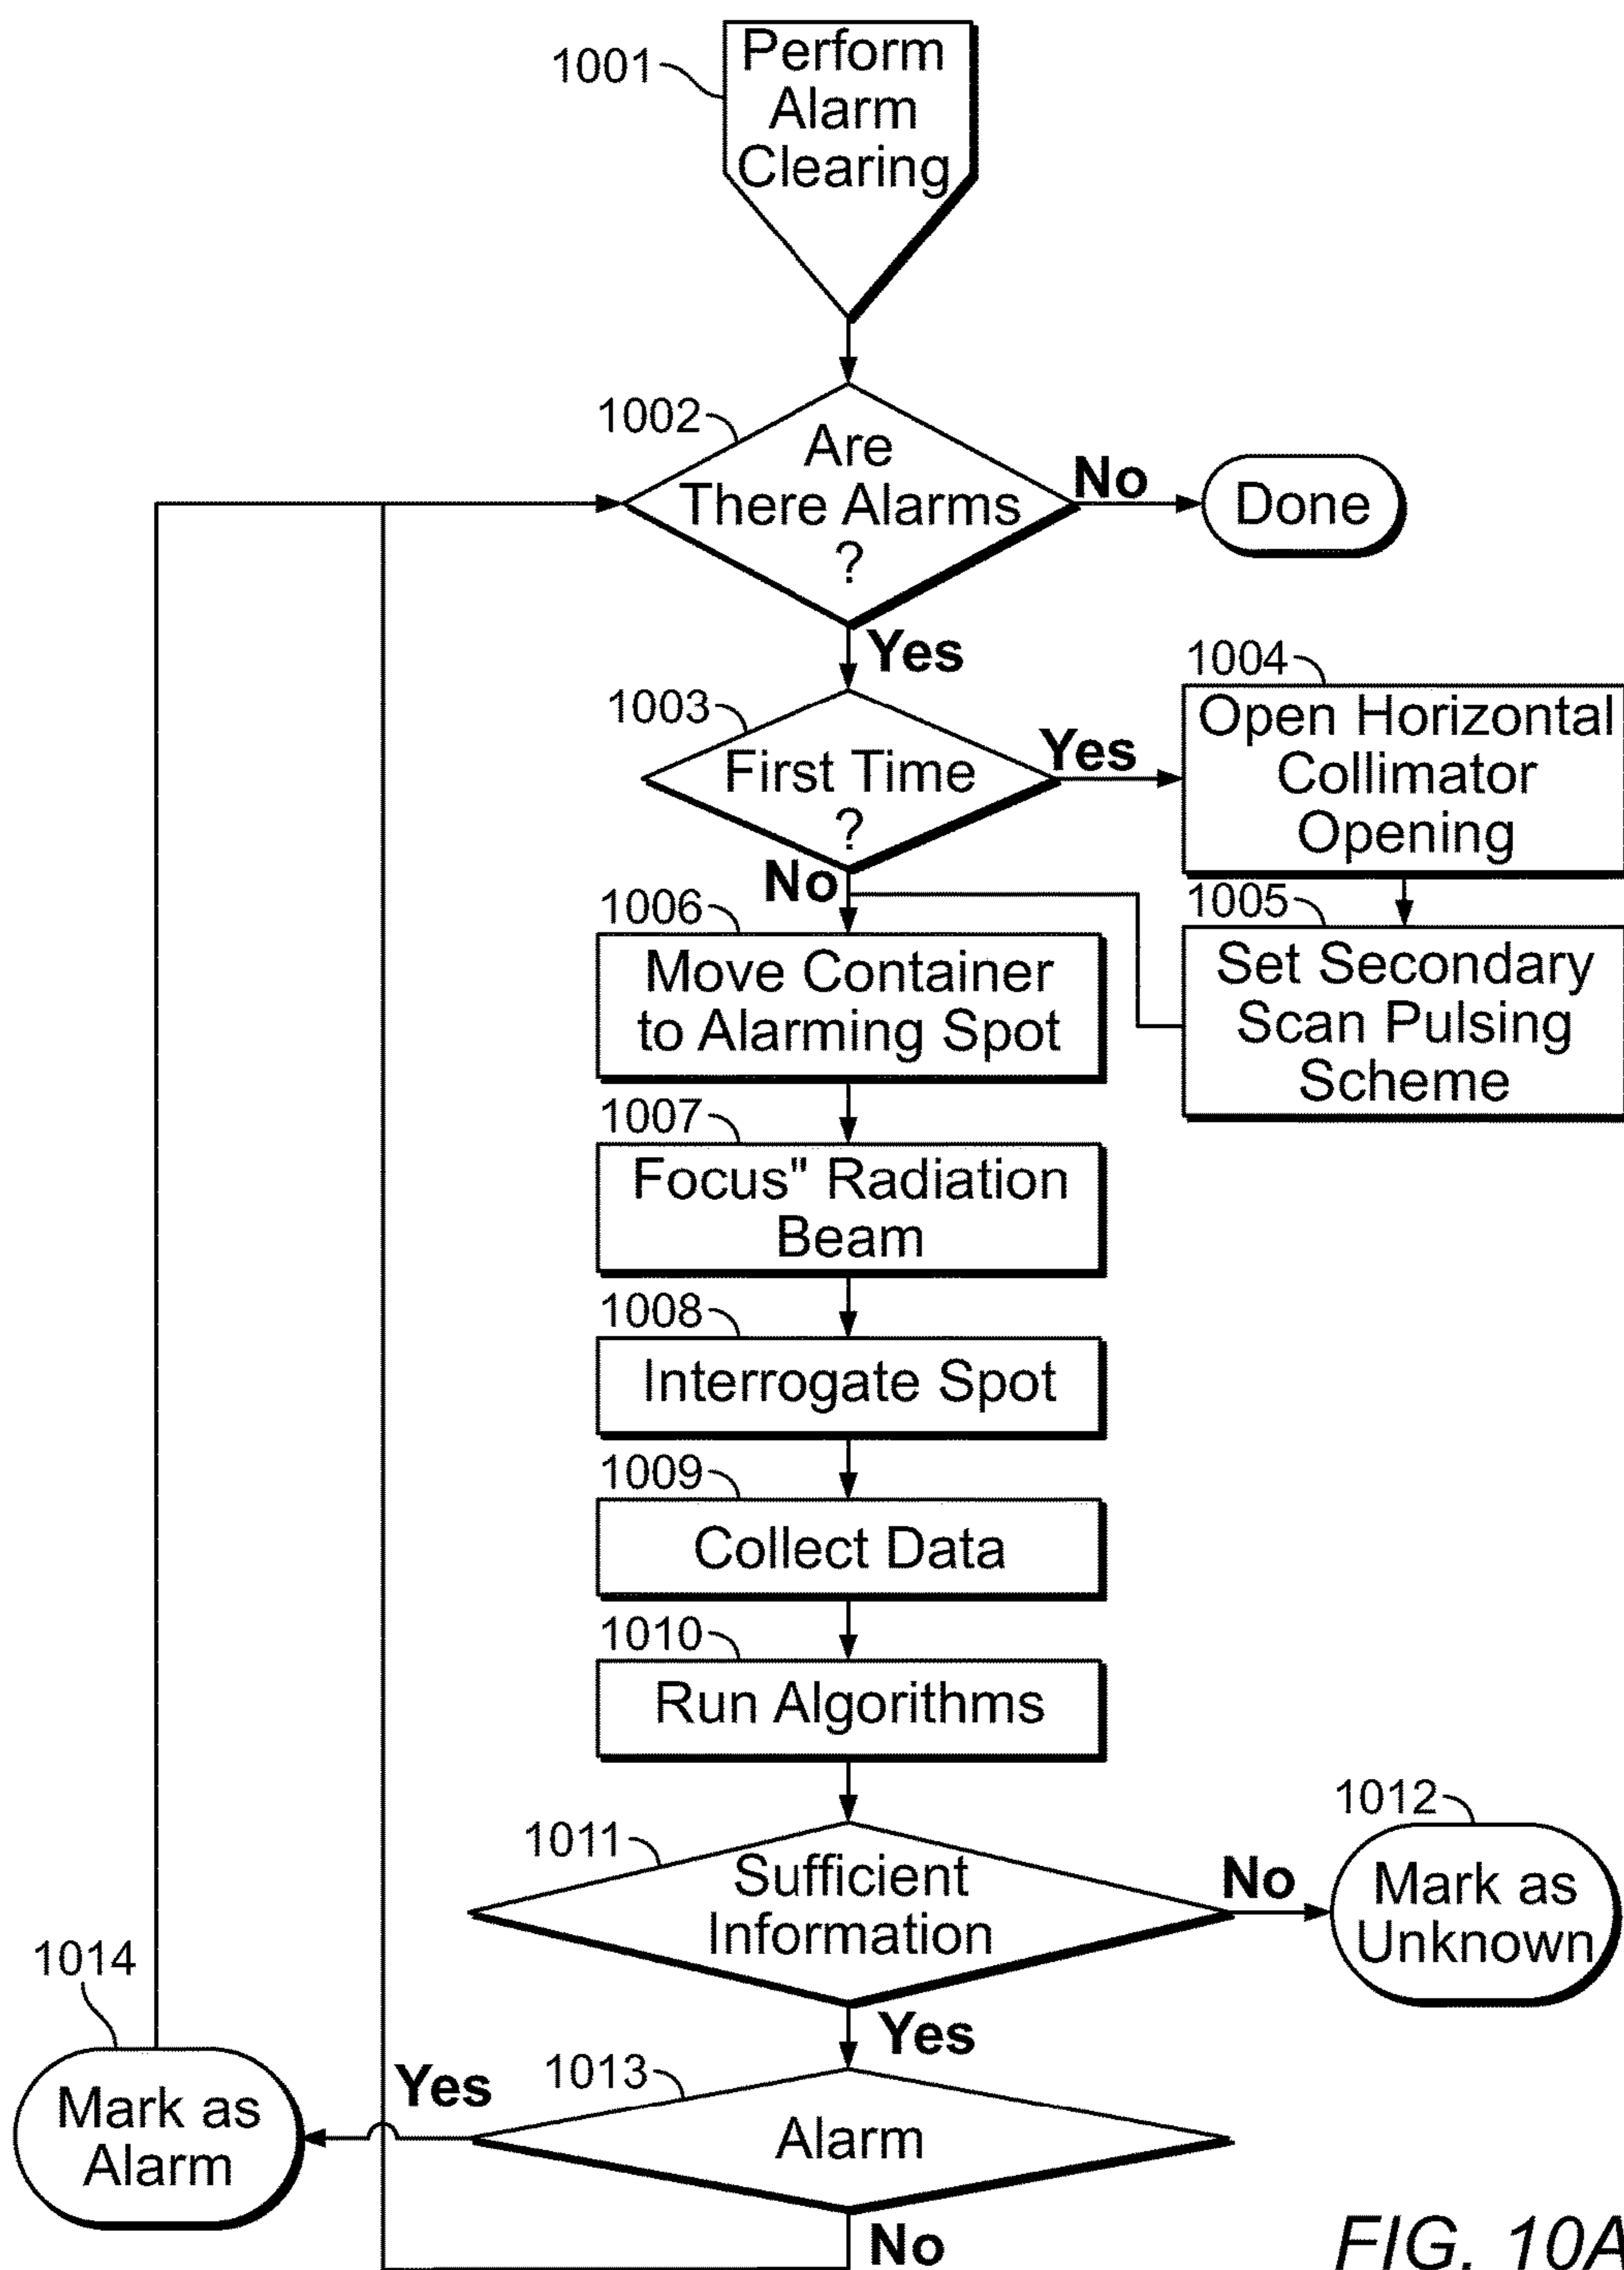 1001
Perform
Alarm
Clearing
1002
Are
There Alarms
?
No
Done
Yes
1003
First Time
?
Yes
1004
Open Horizontal
Collimator
Opening
No
1005
Set Secondary
Scan Pulsing
Scheme
1006
Move Container
to Alarming Spot
1007
Focus" Radiation
Beam
1008
Interrogate Spot
1009
Collect Data
1010
Run Algorithms
1011
Sufficient
Information
No
1012
Mark as
Unknown
Yes
1013
Alarm
Yes
1014
Mark as
Alarm
No
FIG. 10A